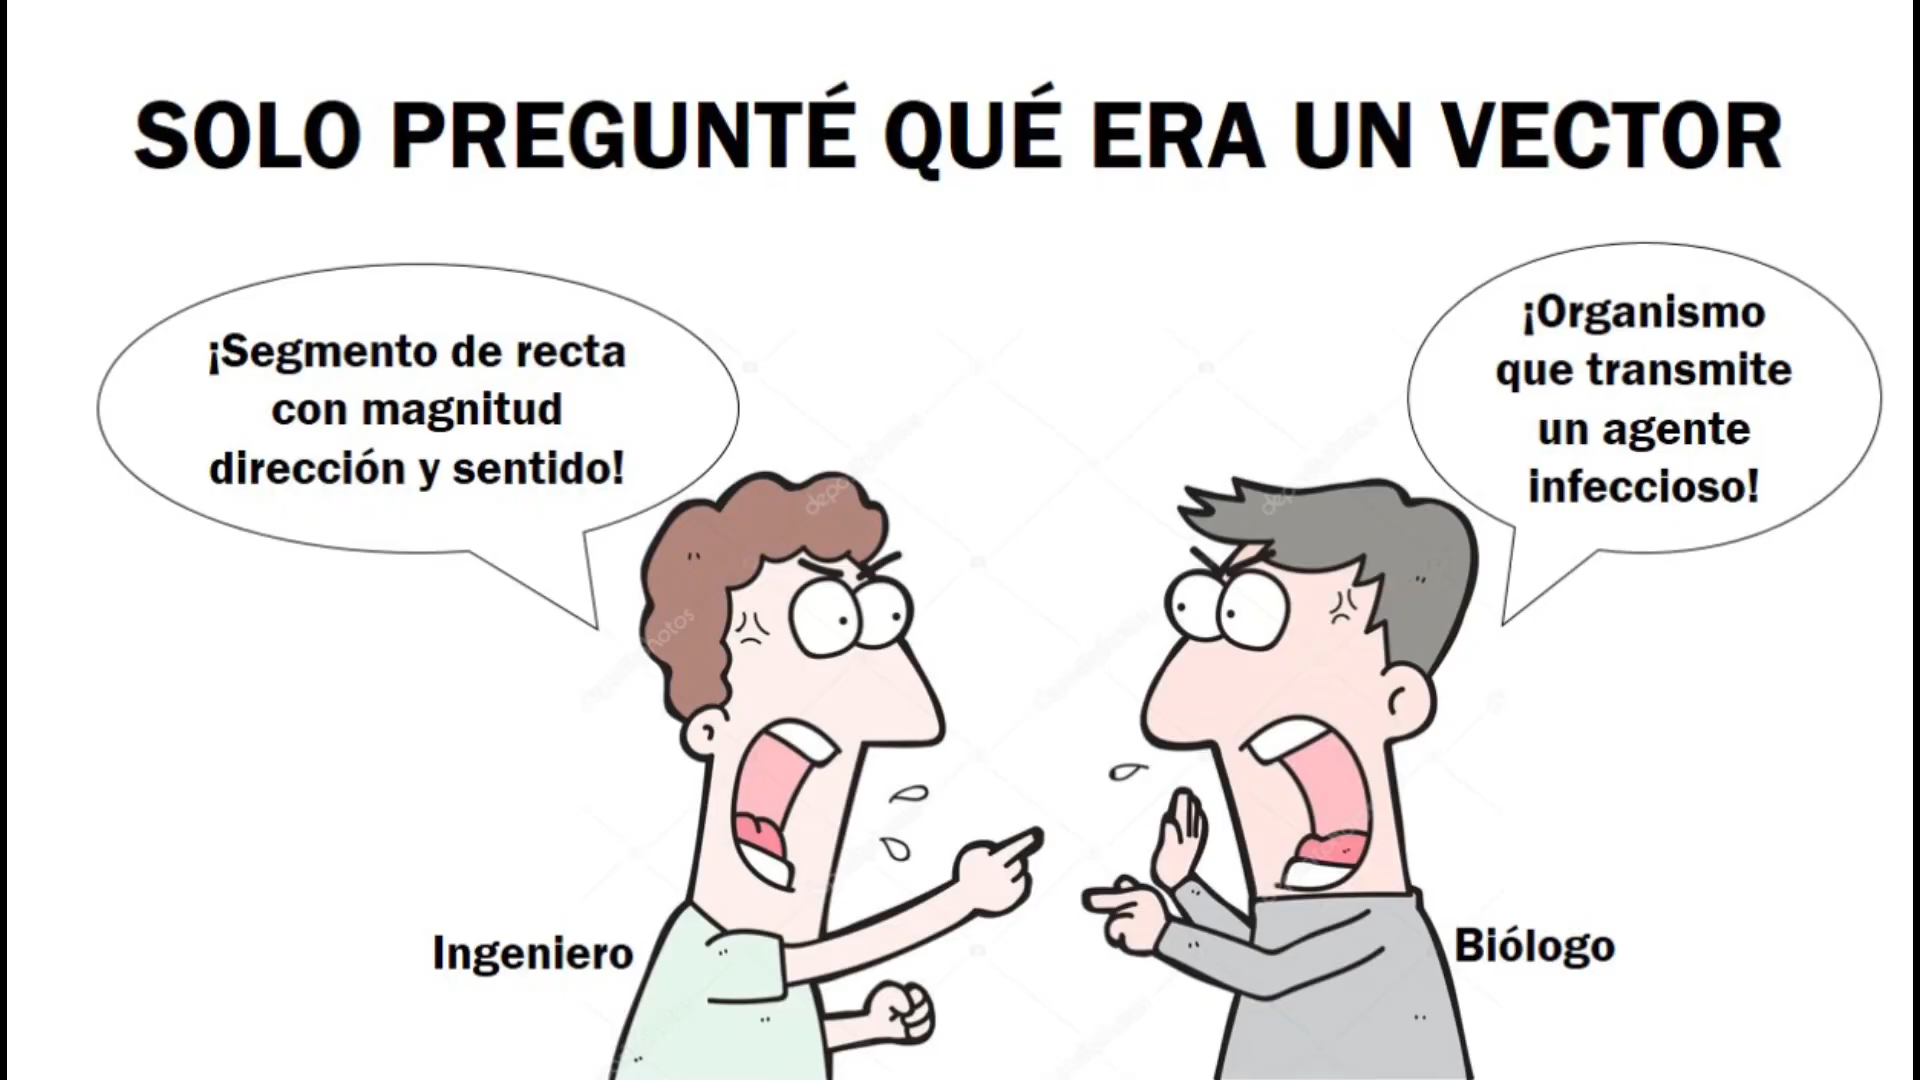 SOLO PREGUNTÉ QUÉ ERA UN VECTOR
¡Segmento de recta
con magnitud
dirección y sentido!
¡Organismo
que transmite
un agente
infeccioso!
Ingeniero
Biólogo
depositphotos